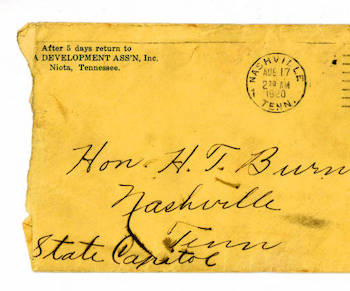 After 5 days return to
A DEVELOPMENT ASS'N, Inc.
Niota, Tennessee.
NASHVILLE
TENN.
AUG 17
AM
1920
Hon. H. T. Burn
Nashville
Tenn
State Capitol